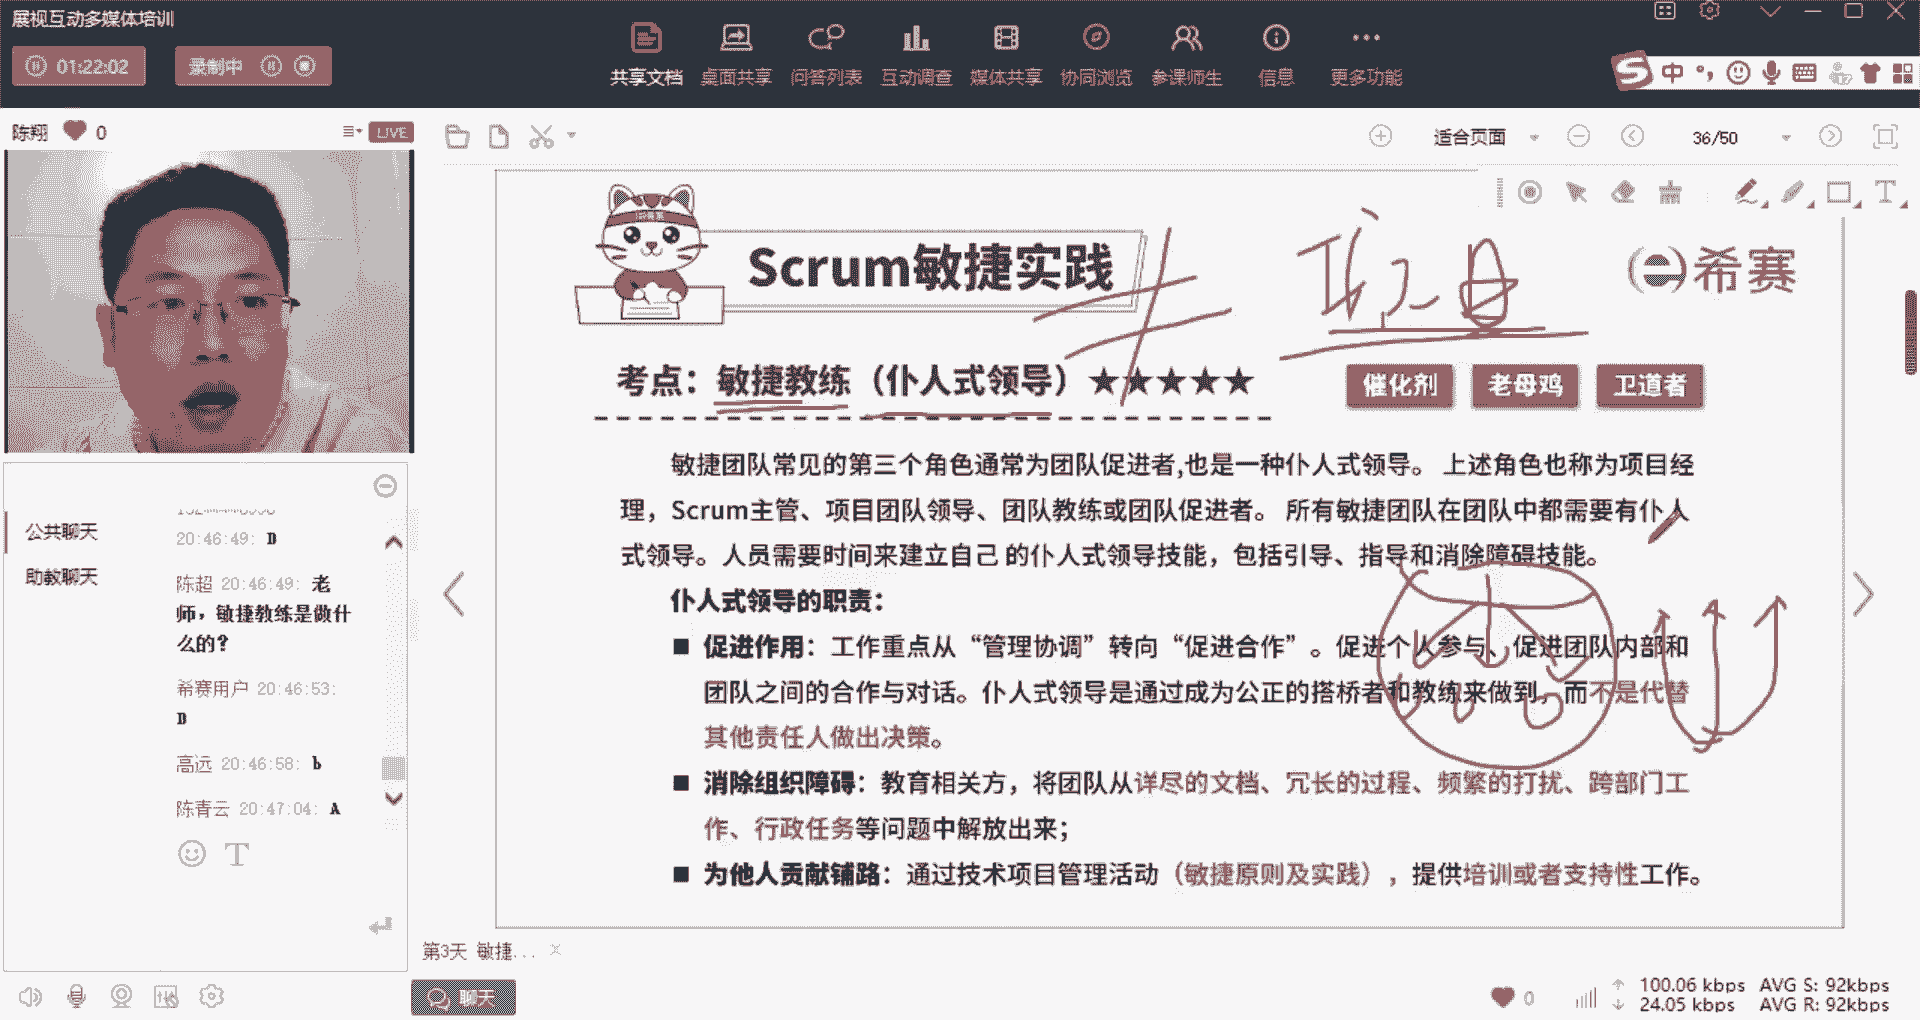 展视互动多媒体培训
01:22:02
录制中
共享文档 桌面共享 问答列表 互动调查 媒体共享 协同浏览 参课师生 信息 更多功能
中
陈翔 0
LIVE
适合页面
36/50
公共聊天
助教聊天
20:46:49: D
陈超 20:46:49: 老
师，敏捷教练是做什
么的？
希赛用户 20:46:53:
D
高远 20:46:58: b
陈青云 20:47:04: A
T
Scrum敏捷实践
希赛
考点：敏捷教练（仆人式领导）★★★★★
催化剂 老母鸡 卫道者
敏捷团队常见的第三个角色通常为团队促进者,也是一种仆人式领导。 上述角色也称为项目经
理，Scrum主管、项目团队领导、团队教练或团队促进者。 所有敏捷团队在团队中都需要有仆人
式领导。人员需要时间来建立自己 的仆人式领导技能，包括引导、指导和消除障碍技能。
仆人式领导的职责：
■ 促进作用：工作重点从“管理协调”转向“促进合作”。促进个人参与、促进团队内部和
团队之间的合作与对话。仆人式领导是通过成为公正的搭桥者和教练来做到，而不是代替
其他责任人做出决策。
■ 消除组织障碍：教育相关方，将团队从详尽的文档、冗长的过程、频繁的打扰、跨部门工
作、行政任务等问题中解放出来；
■ 为他人贡献铺路：通过技术项目管理活动（敏捷原则及实践），提供培训或者支持性工作。
第3天 敏捷...
聊天
0
100.06 kbps AVG S: 92kbps
24.05 kbps AVG R: 92kbps